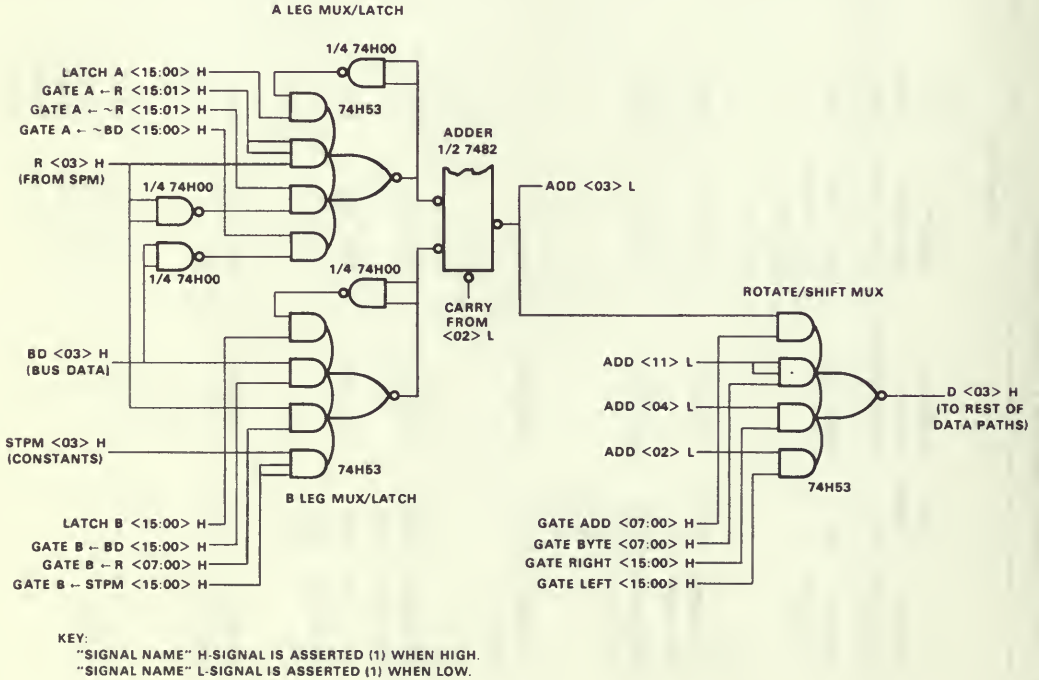 A LEG MUX/LATCH
1/4 74H00
LATCH A <15:00> H
GATE A ← R <15:01> H
GATE A ← ~R <15:01> H
GATE A ← ~BD <15:00> H
74H53
ADDER
1/2 7482
R <03> H
(FROM SPM)
1/4 74H00
ADD <03> L
1/4 74H00
1/4 74H00
CARRY
FROM
<02> L
ROTATE/SHIFT MUX
BD <03> H
(BUS DATA)
ADD <11> L
D <03> H
(TO REST OF
DATA PATHS)
ADD <04> L
STPM <03> H
(CONSTANTS)
ADD <02> L
74H53
74H53
B LEG MUX/LATCH
LATCH B <15:00> H
GATE B ← BD <15:00> H
GATE B ← R <07:00> H
GATE B ← STPM <15:00> H
GATE ADD <07:00> H
GATE BYTE <07:00> H
GATE RIGHT <15:00> H
GATE LEFT <15:00> H
KEY:
"SIGNAL NAME" H-SIGNAL IS ASSERTED (1) WHEN HIGH.
"SIGNAL NAME" L-SIGNAL IS ASSERTED (1) WHEN LOW.